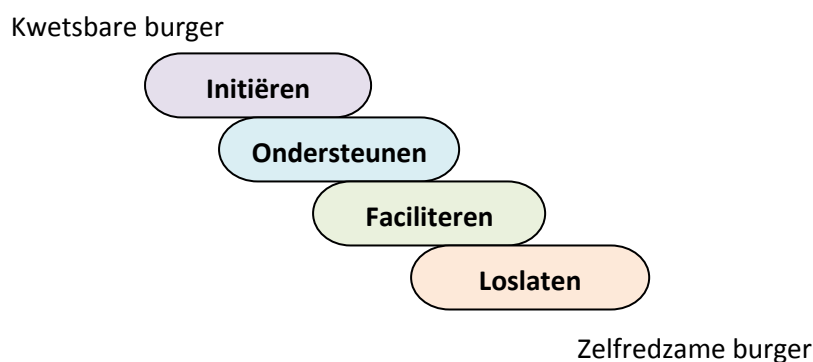 Kwetsbare burger
Initiëren
Ondersteunen
Faciliteren
Loslaten
Zelfredzame burger